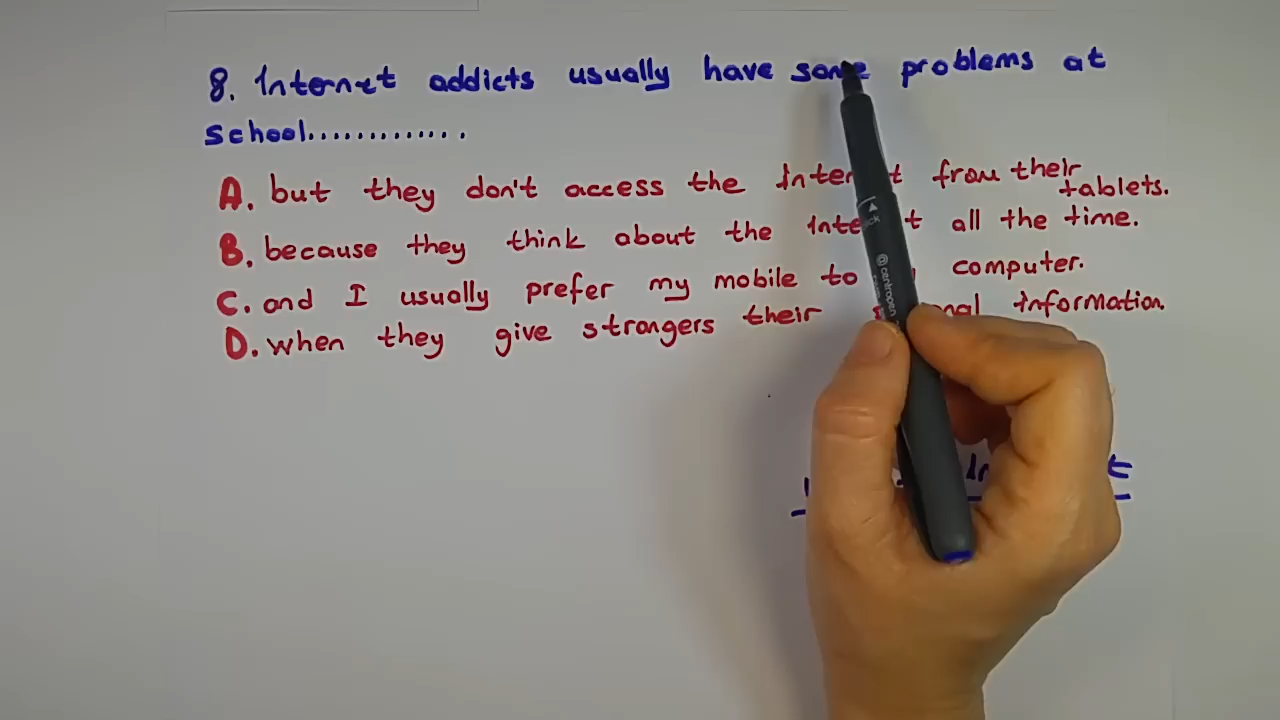 8. Internet addicts usually have some problems at
school.............
A. but they don't access the from their
tablets.
B. because they think about the all the time.
C. and I usually prefer my mobile to computer.
D. when they give strangers their information.
centropen